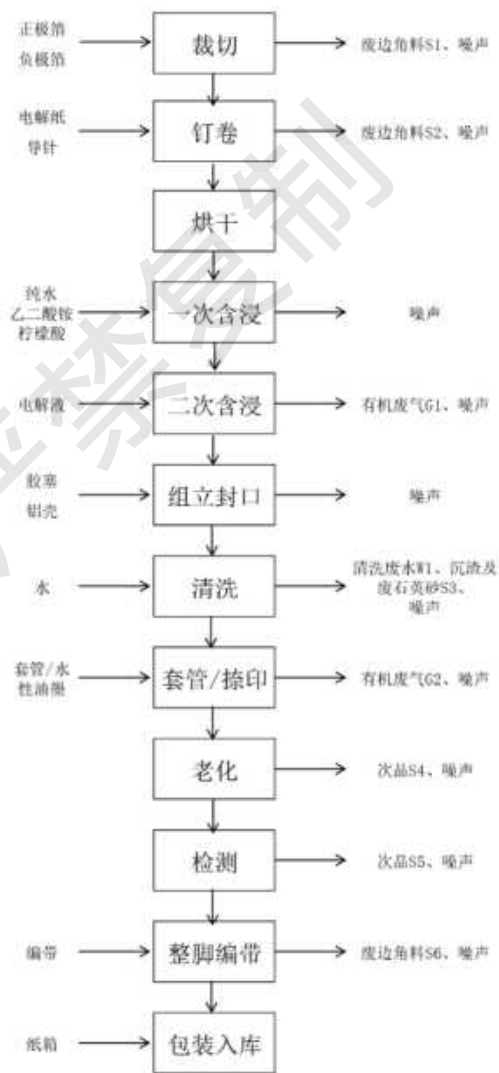 正极箔
负极箔
裁切
废边角料S1、噪声
电解纸
导针
钉卷
废边角料S2、噪声
烘干
纯水
乙二酸铵
柠檬酸
一次含浸
噪声
电解液
二次含浸
有机废气G1、噪声
胶塞
铝壳
组立封口
噪声
水
清洗
清洗废水W1、沉渣及
废石英砂S3、
噪声
套管/水
性油墨
套管/捺印
有机废气G2、噪声
老化
次品S4、噪声
检测
次品S5、噪声
编带
整脚编带
废边角料S6、噪声
纸箱
包装入库
严禁复制